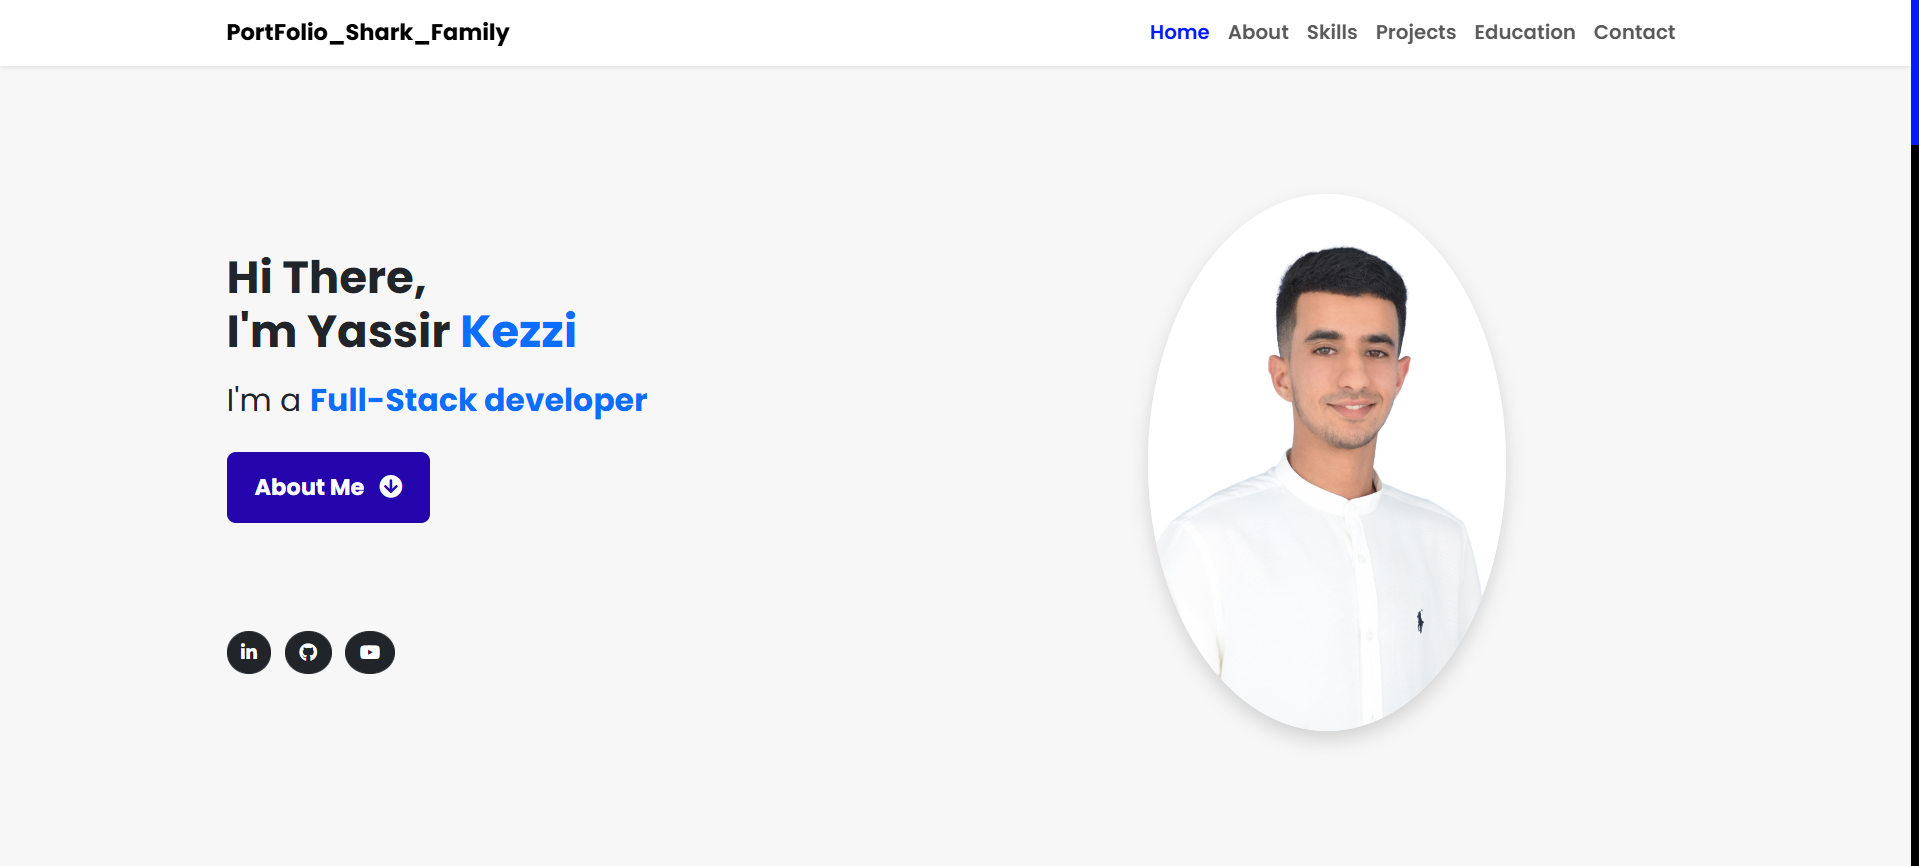 PortFolio_Shark_Family
Home About Skills Projects Education Contact
Hi There,
I'm Yassir Kezzi
I'm a Full-Stack developer
About Me
in